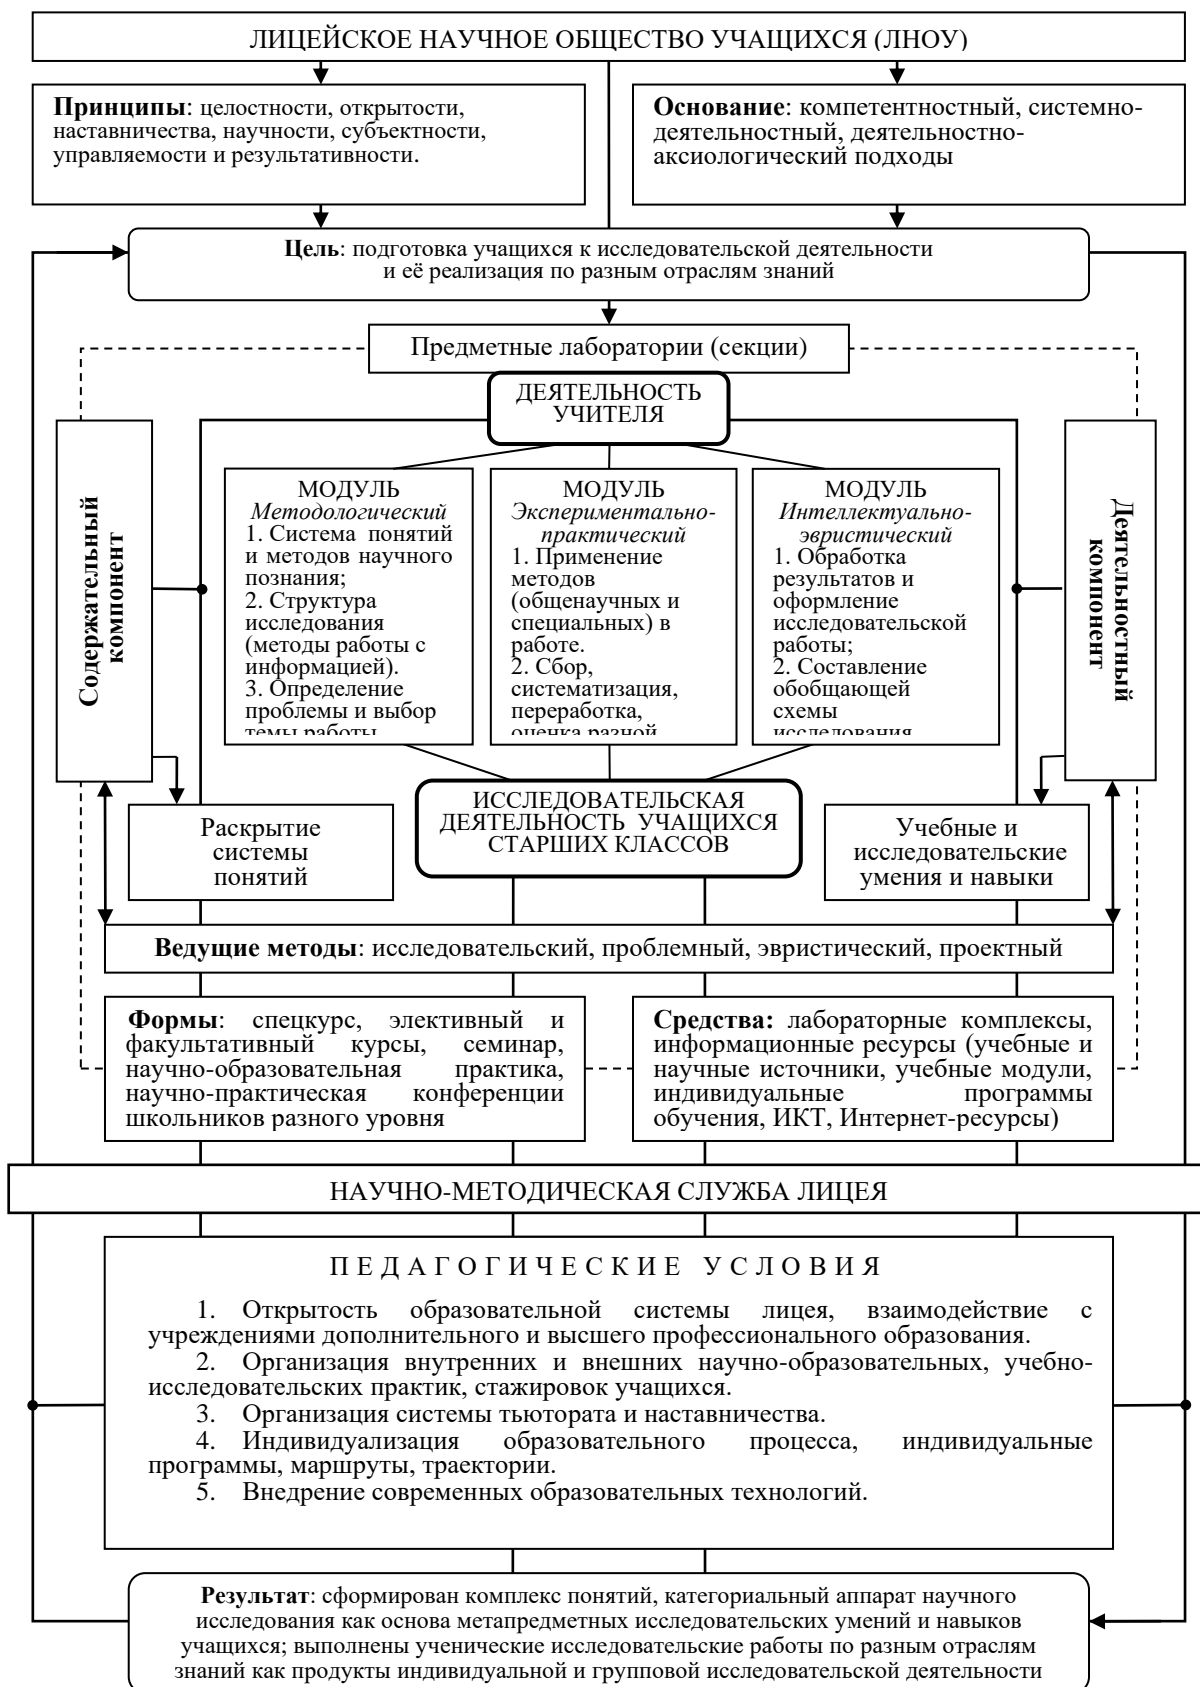 ЛИЦЕЙСКОЕ НАУЧНОЕ ОБЩЕСТВО УЧАЩИХСЯ (ЛНОУ)
Принципы: целостности, открытости,
наставничества, научности, субъектности,
управляемости и результативности.
Основание: компетентностный, системно-
деятельностный, деятельностно-
аксиологический подходы
Цель: подготовка учащихся к исследовательской деятельности
и её реализация по разным отраслям знаний
Предметные лаборатории (секции)
ДЕЯТЕЛЬНОСТЬ
УЧИТЕЛЯ
Содержательный
компонент
МОДУЛЬ
Методологический
1. Система понятий
и методов научного
познания;
2. Структура
исследования
(методы работы с
информацией).
3. Определение
проблемы и выбор
темы работы
МОДУЛЬ
Экспериментально-
практический
1. Применение
методов
(общенаучных и
специальных) в
работе.
2. Сбор,
систематизация,
переработка,
оценка разной
МОДУЛЬ
Интеллектуально-
эвристический
1. Обработка
результатов и
оформление
исследовательской
работы;
2. Составление
обобщающей
схемы
исследования
Деятельностный
компонент
Раскрытие
системы
понятий
ИССЛЕДОВАТЕЛЬСКАЯ
ДЕЯТЕЛЬНОСТЬ УЧАЩИХСЯ
СТАРШИХ КЛАССОВ
Учебные и
исследовательские
умения и навыки
Ведущие методы: исследовательский, проблемный, эвристический, проектный
Формы: спецкурс, элективный и
факультативный курсы, семинар,
научно-образовательная практика,
научно-практическая конференции
школьников разного уровня
Средства: лабораторные комплексы,
информационные ресурсы (учебные и
научные источники, учебные модули,
индивидуальные программы
обучения, ИКТ, Интернет-ресурсы)
НАУЧНО-МЕТОДИЧЕСКАЯ СЛУЖБА ЛИЦЕЯ
ПЕДАГОГИЧЕСКИЕ УСЛОВИЯ
1. Открытость образовательной системы лицея, взаимодействие с
учреждениями дополнительного и высшего профессионального образования.
2. Организация внутренних и внешних научно-образовательных, учебно-
исследовательских практик, стажировок учащихся.
3. Организация системы тьютората и наставничества.
4. Индивидуализация образовательного процесса, индивидуальные
программы, маршруты, траектории.
5. Внедрение современных образовательных технологий.
Результат: сформирован комплекс понятий, категориальный аппарат научного
исследования как основа метапредметных исследовательских умений и навыков
учащихся; выполнены ученические исследовательские работы по разным отраслям
знаний как продукты индивидуальной и групповой исследовательской деятельности